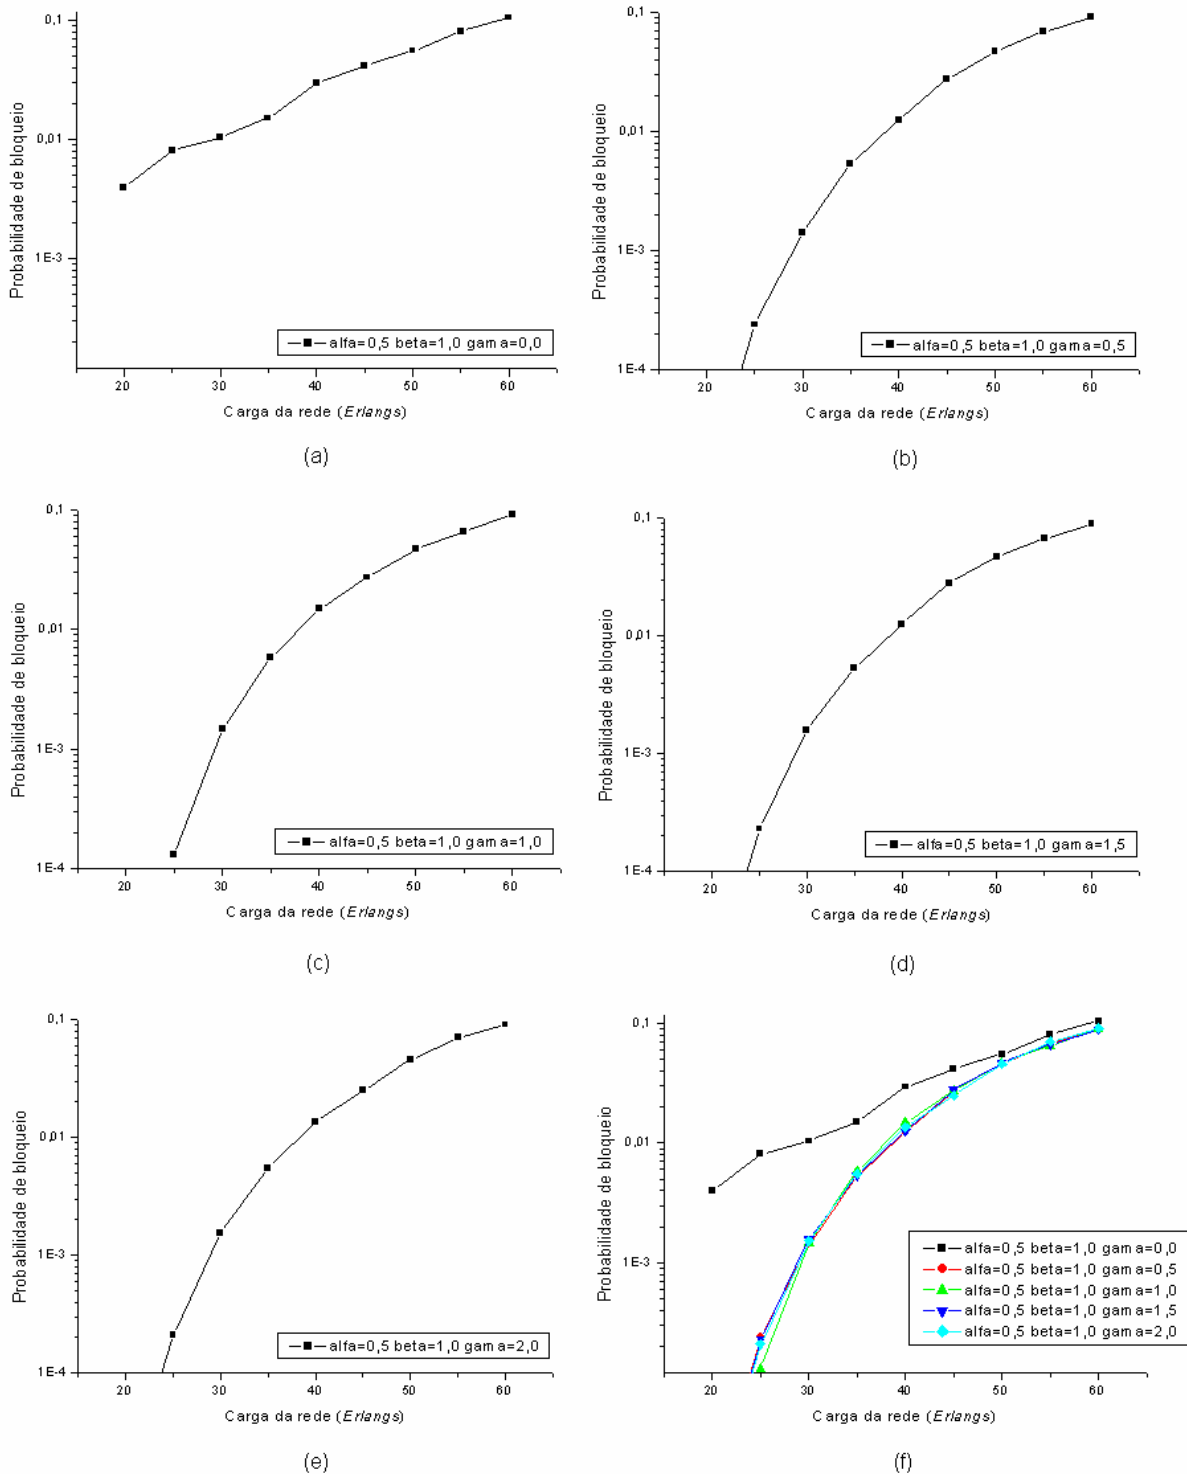 0,1
0,01
1E-3
Probabilidade de bloqueio
alfa=0,5 beta=1,0 gama=0,0
20 30 40 50 60
Carga da rede (Erlangs)
(a)
0,1
0,01
1E-3
1E-4
Probabilidade de bloqueio
alfa=0,5 beta=1,0 gama=0,5
20 30 40 50 60
Carga da rede (Erlangs)
(b)
0,1
0,01
1E-3
1E-4
Probabilidade de bloqueio
alfa=0,5 beta=1,0 gama=1,0
20 30 40 50 60
Carga da rede (Erlangs)
(c)
0,1
0,01
1E-3
1E-4
Probabilidade de bloqueio
alfa=0,5 beta=1,0 gama=1,5
20 30 40 50 60
Carga da rede (Erlangs)
(d)
0,1
0,01
1E-3
1E-4
Probabilidade de bloqueio
alfa=0,5 beta=1,0 gama=2,0
20 30 40 50 60
Carga da rede (Erlangs)
(e)
0,1
0,01
1E-3
Probabilidade de bloqueio
alfa=0,5 beta=1,0 gama=0,0
alfa=0,5 beta=1,0 gama=0,5
alfa=0,5 beta=1,0 gama=1,0
alfa=0,5 beta=1,0 gama=1,5
alfa=0,5 beta=1,0 gama=2,0
20 30 40 50 60
Carga da rede (Erlangs)
(f)